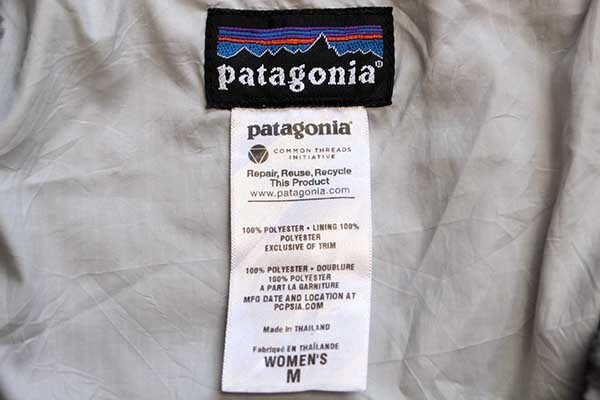 patagonia®
patagonia®
COMMON THREADS
INITIATIVE
Repair, Reuse, Recycle
This Product
www.patagonia.com
100% POLYESTER • LINING 100%
POLYESTER
EXCLUSIVE OF TRIM
100% POLYESTER • DOUBLURE
100% POLYESTER
A PART LA GARNITURE
MFG DATE AND LOCATION AT
PCPSIA.COM
Made in THAILAND
Fabriqué EN THAÏLANDE
WOMEN'S
M